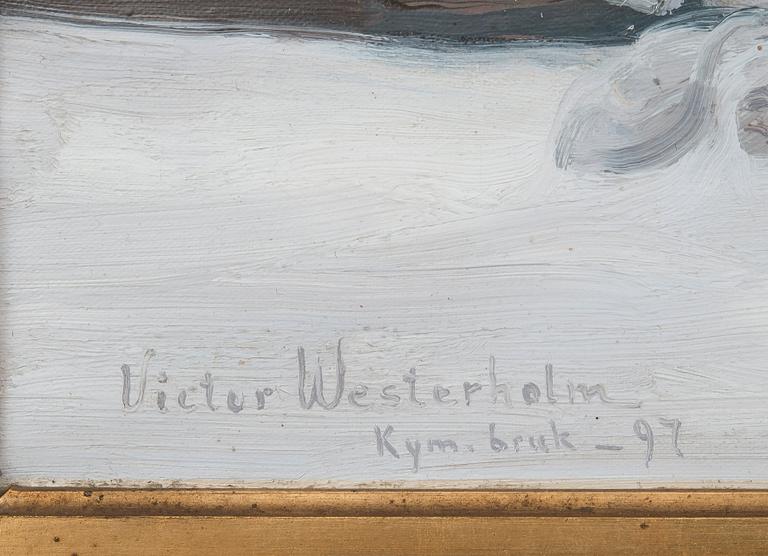 Victor Westerholm
Kym. bruk – 97